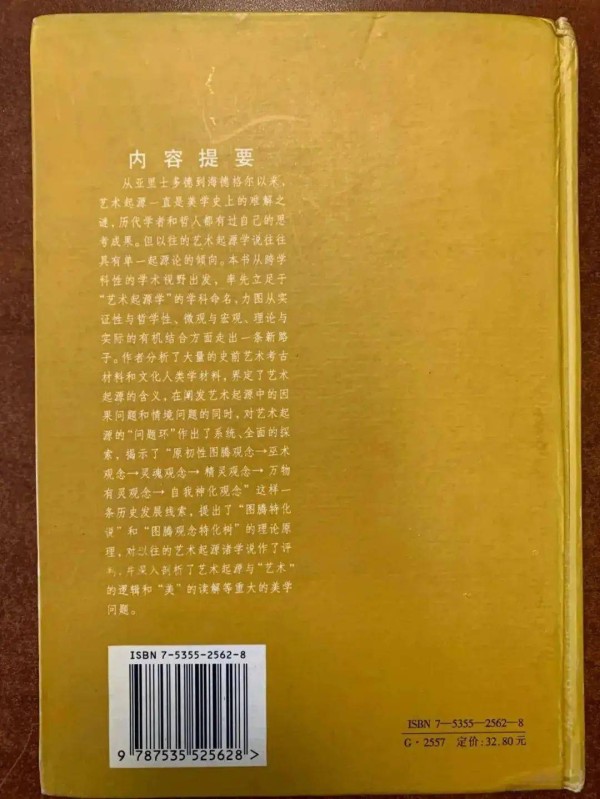 内容提要
从亚里士多德到海德格尔以来，
艺术起源一直是美学史上的难解之
谜，历代学者和哲人都有过自己的思
考成果。但以往的艺术起源学说往往
具有单一起源论的倾向。本书从跨学
科性的学术视野出发，率先立足于
“艺术起源学”的学科命名，力图从实
证性与哲学性、微观与宏观、理论与
实际的有机结合方面走出一条新路
子。作者分析了大量的史前艺术考古
材料和文化人类学材料，界定了艺术
起源的含义，在阐发艺术起源中的因
果问题和情境问题的同时，对艺术起
源的“问题环”作出了系统、全面的探
索，揭示了“原初性图腾观念→巫术
观念→灵魂观念→精灵观念→万物
有灵观念→自我神化观念”这样一
条历史发展线索，提出了“图腾特化
说”和“图腾观念特化树”的理论原
理，对以往的艺术起源诸学说作了评
，并深入剖析了艺术起源与“艺术”
的逻辑和“美”的读解等重大的美学
问题。
ISBN 7-5355-2562-8
9 787535 525628 >
ISBN 7—5355—2562—8
G·2557 定价:32.80元